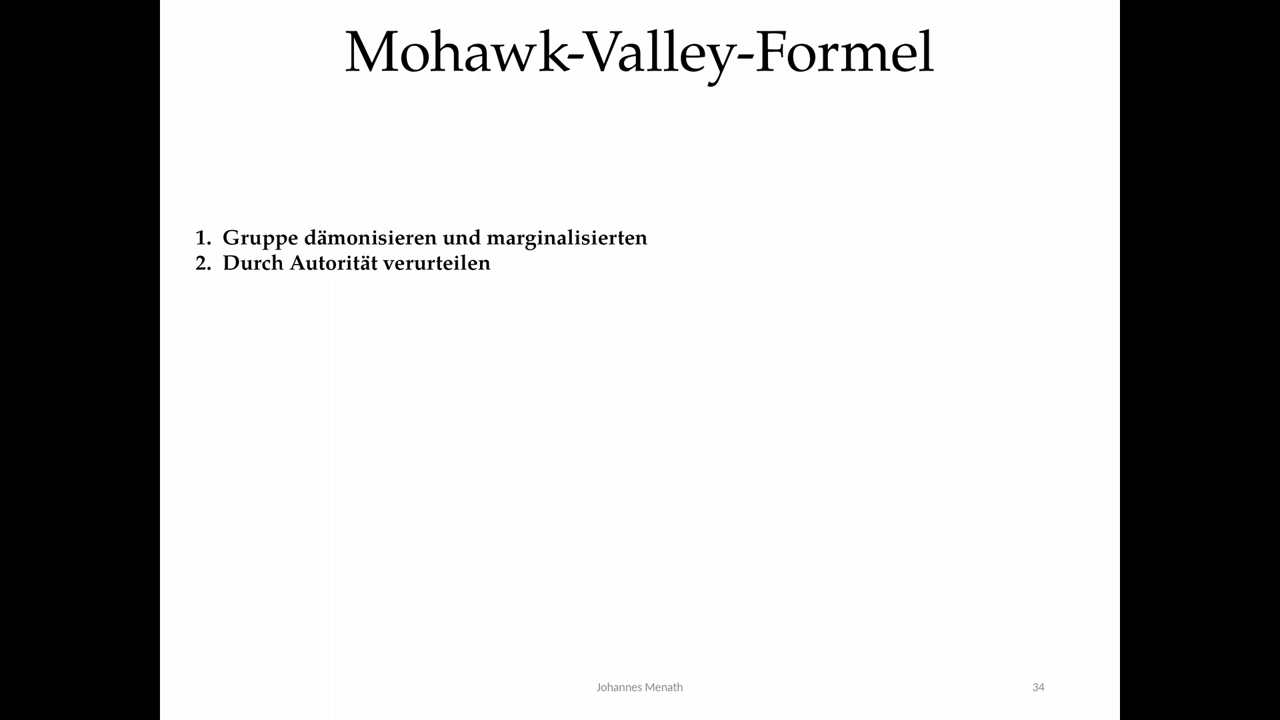 Mohawk-Valley-Formel
1. Gruppe dämonisieren und marginalisierten
2. Durch Autorität verurteilen
Johannes Menath
34